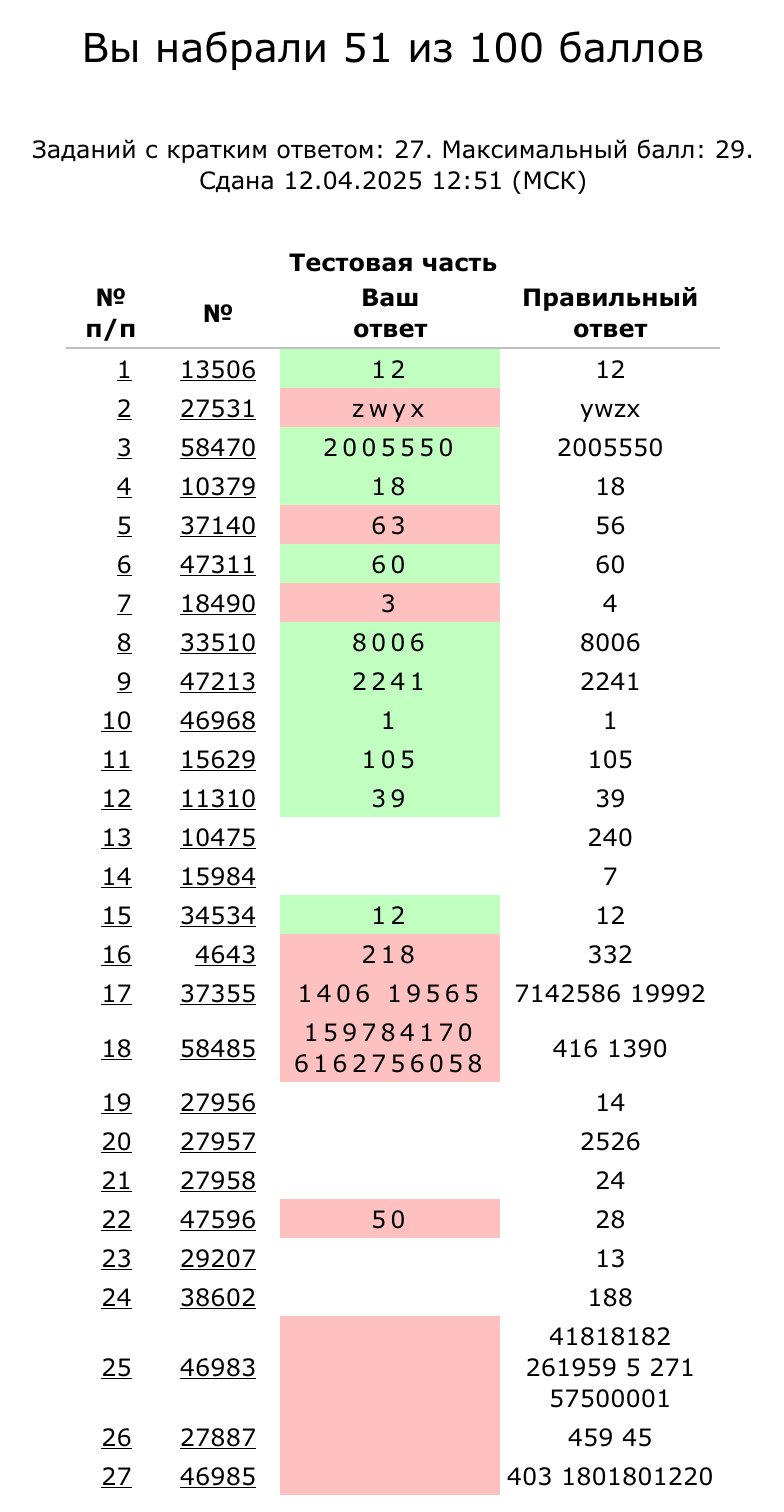 Вы набрали 51 из 100 баллов
Заданий с кратким ответом: 27. Максимальный балл: 29.
Сдана 12.04.2025 12:51 (МСК)
Тестовая часть
№ п/п № Ваш ответ Правильный ответ
1 13506 12 12
2 27531 zwyx ywzx
3 58470 2005550 2005550
4 10379 18 18
5 37140 63 56
6 47311 60 60
7 18490 3 4
8 33510 8006 8006
9 47213 2241 2241
10 46968 1 1
11 15629 105 105
12 11310 39 39
13 10475 240
14 15984 7
15 34534 12 12
16 4643 218 332
17 37355 1406 19565 7142586 19992
18 58485 159784170 6162756058 416 1390
19 27956 14
20 27957 2526
21 27958 24
22 47596 50 28
23 29207 13
24 38602 188
25 46983 41818182 261959 5 271 57500001
26 27887 459 45
27 46985 403 1801801220